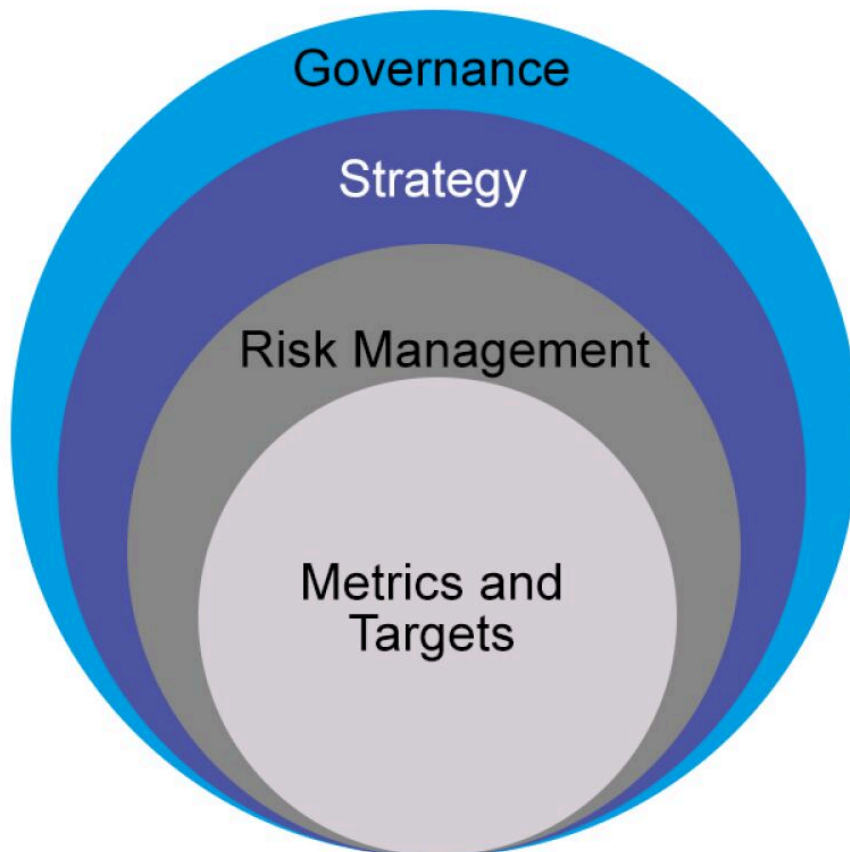 Governance
Strategy
Risk Management
Metrics and
Targets